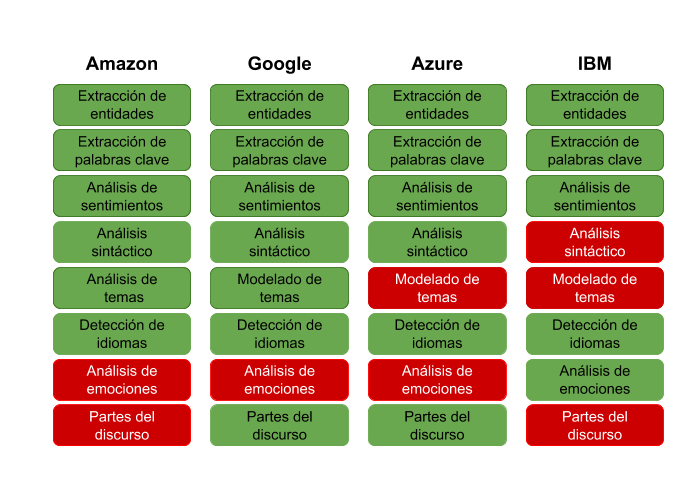 Amazon
Google
Azure
IBM
Extracción de
entidades
Extracción de
entidades
Extracción de
entidades
Extracción de
entidades
Extracción de
palabras clave
Extracción de
palabras clave
Extracción de
palabras clave
Extracción de
palabras clave
Análisis de
sentimientos
Análisis de
sentimientos
Análisis de
sentimientos
Análisis de
sentimientos
Análisis
sintáctico
Análisis
sintáctico
Análisis
sintáctico
Análisis
sintáctico
Análisis de
temas
Modelado de
temas
Modelado de
temas
Modelado de
temas
Detección de
idiomas
Detección de
idiomas
Detección de
idiomas
Detección de
idiomas
Análisis de
emociones
Análisis de
emociones
Análisis de
emociones
Análisis de
emociones
Partes del
discurso
Partes del
discurso
Partes del
discurso
Partes del
discurso